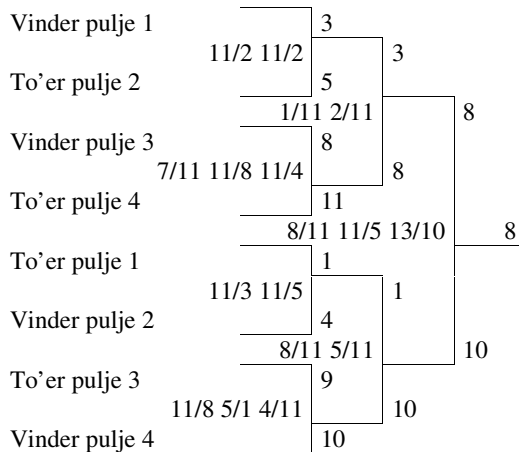 Vinder pulje 1
3
11/2 11/2
3
To'er pulje 2
5
1/11 2/11
8
Vinder pulje 3
8
7/11 11/8 11/4
8
To'er pulje 4
11
8/11 11/5 13/10
8
To'er pulje 1
1
11/3 11/5
1
Vinder pulje 2
4
8/11 5/11
10
To'er pulje 3
9
11/8 5/1 4/11
10
Vinder pulje 4
10